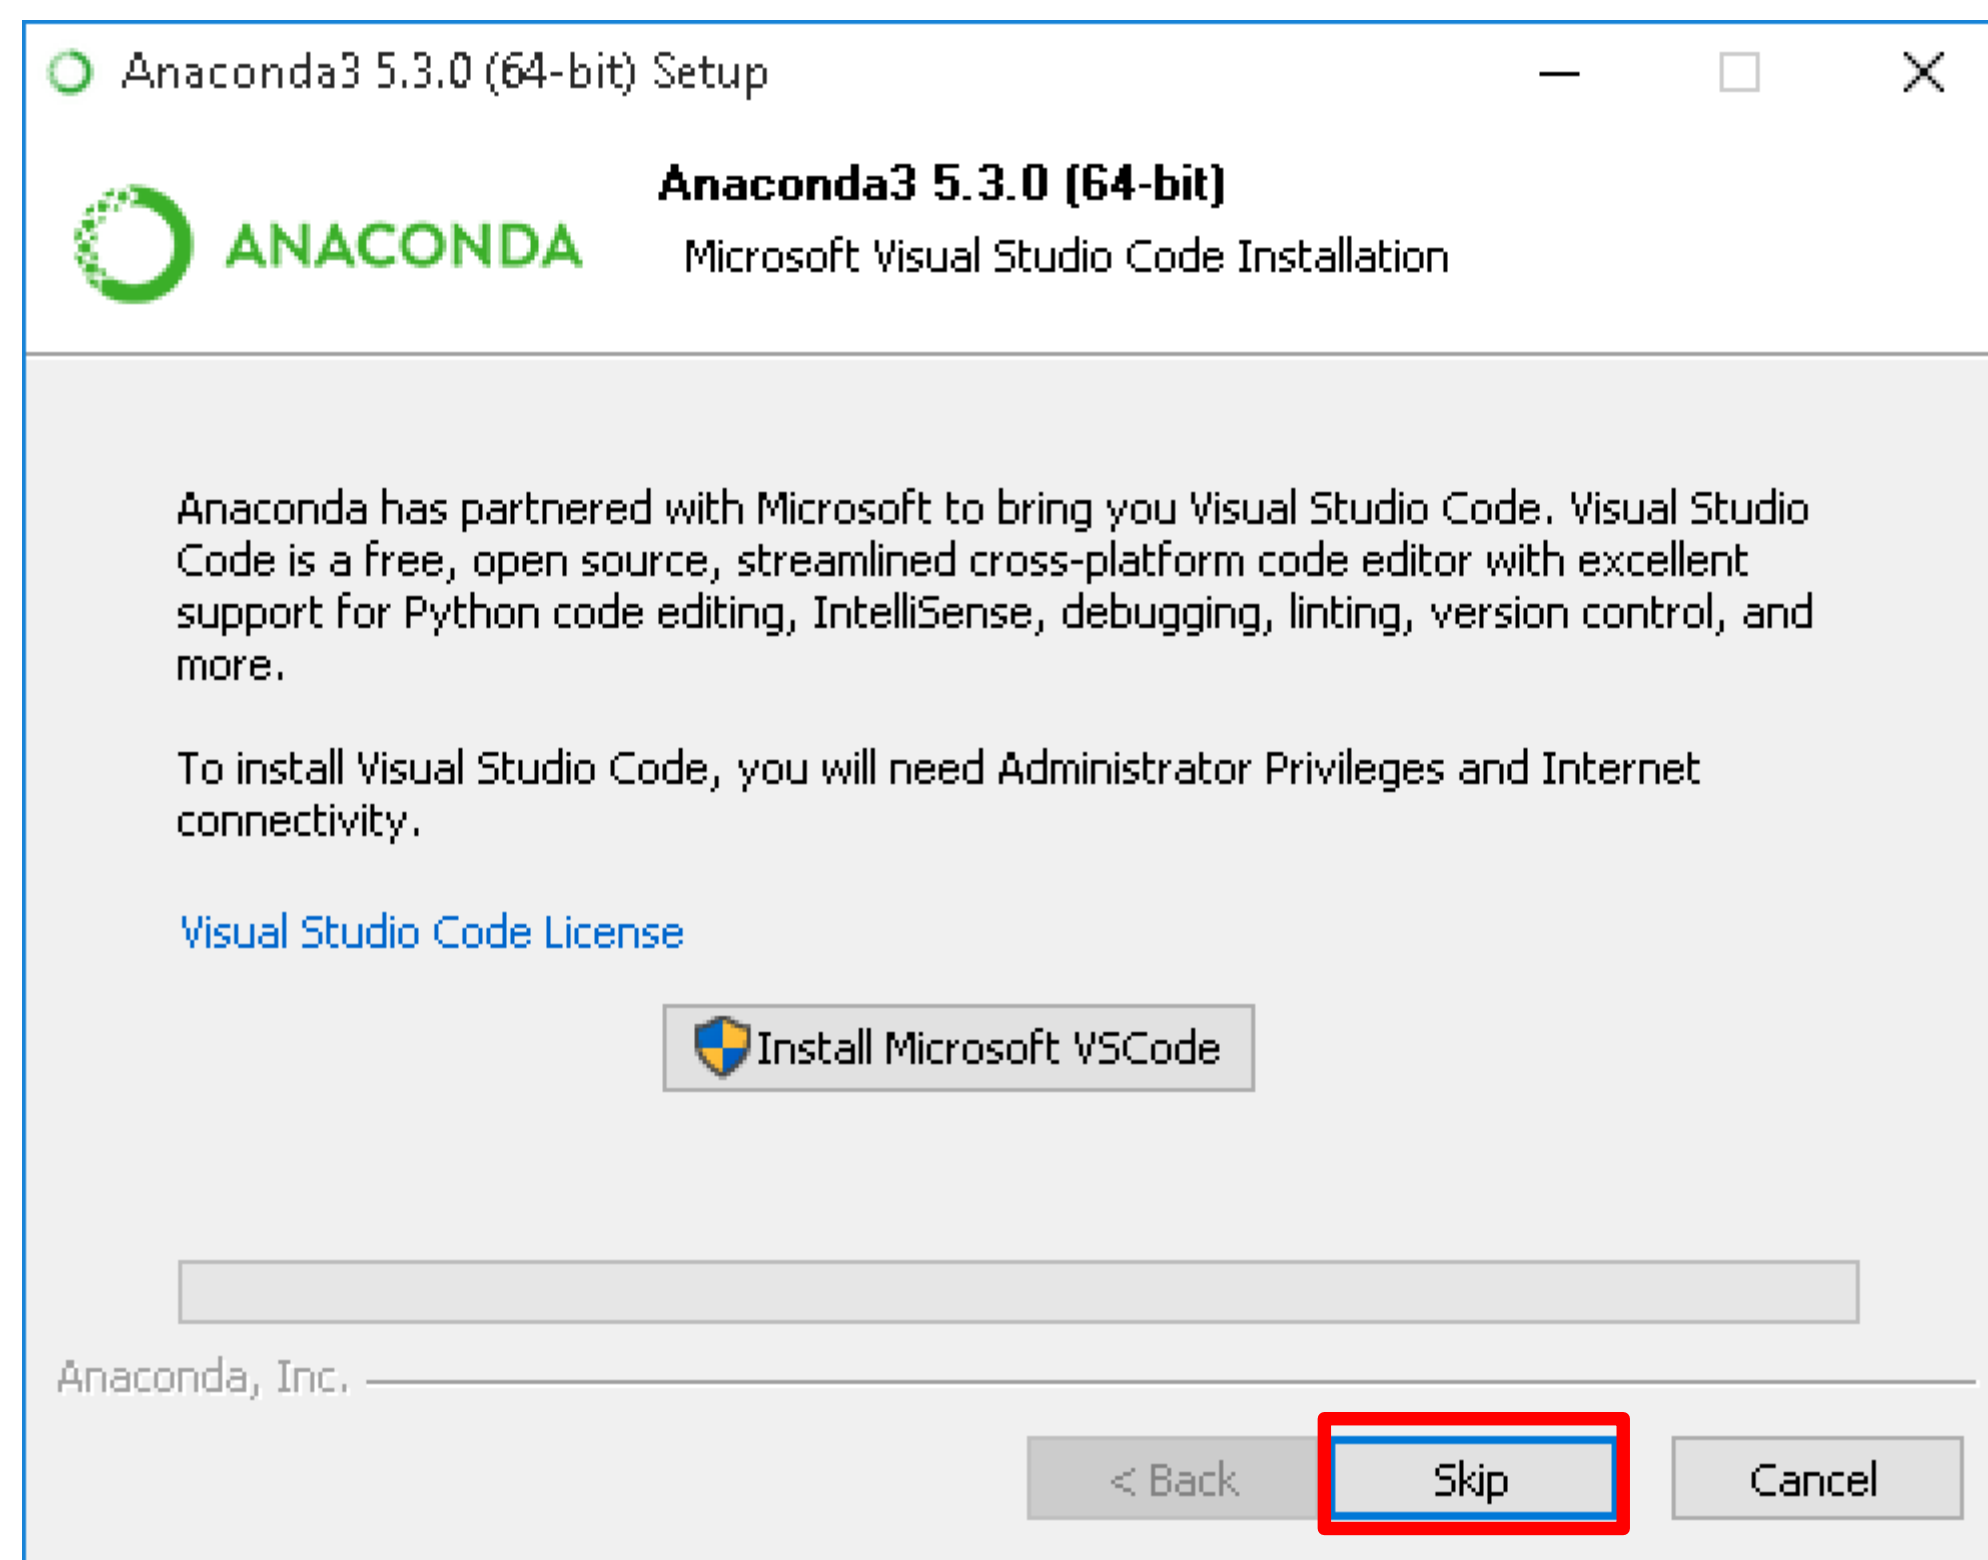 Anaconda3 5.3.0 (64-bit) Setup
ANACONDA
Anaconda3 5.3.0 (64-bit)
Microsoft Visual Studio Code Installation
Anaconda has partnered with Microsoft to bring you Visual Studio Code. Visual Studio
Code is a free, open source, streamlined cross-platform code editor with excellent
support for Python code editing, IntelliSense, debugging, linting, version control, and
more.
To install Visual Studio Code, you will need Administrator Privileges and Internet
connectivity.
Visual Studio Code License
Install Microsoft VSCode
Anaconda, Inc.
< Back
Skip
Cancel